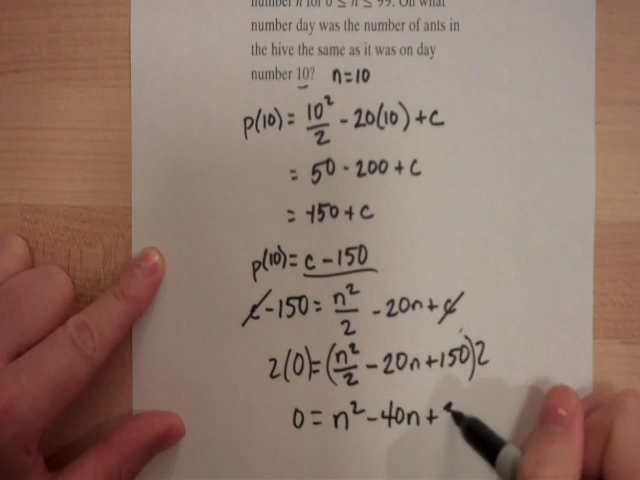 number n for 0 ≤ n ≤ 99. On what
number day was the number of ants in
the hive the same as it was on day
number 10? n=10
p(10) = 10²/2 - 20(10) + c
= 50 - 200 + c
= -150 + c
p(10) = c - 150
c - 150 = n²/2 - 20n + c
2(0) = (n²/2 - 20n + 150)2
0 = n² - 40n +